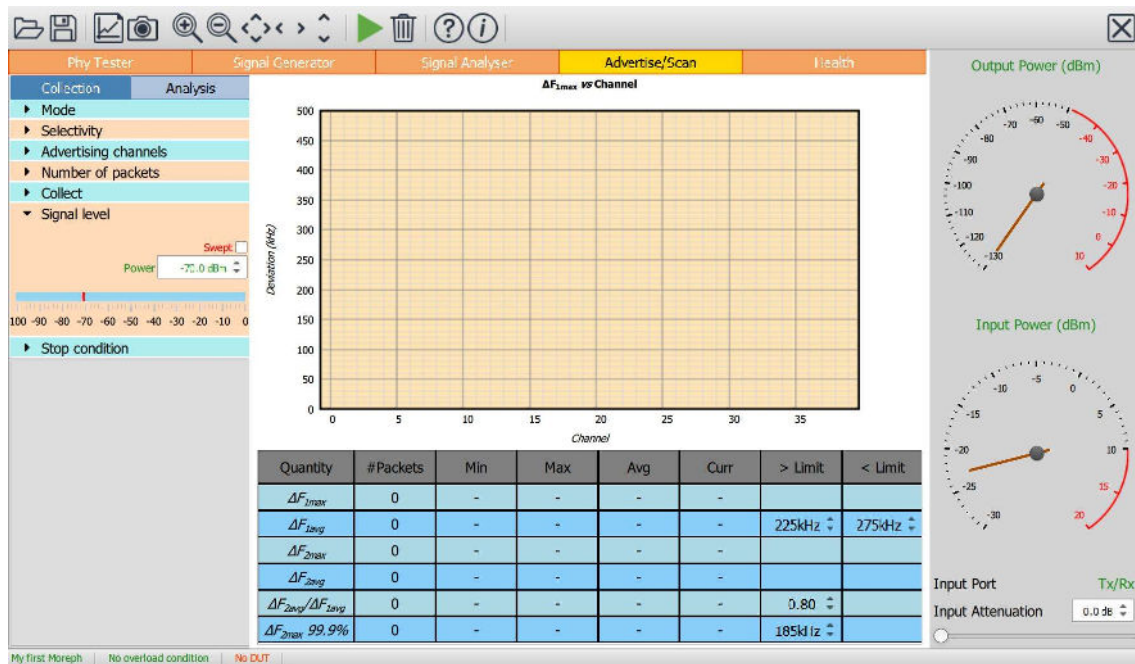 Phy Tester Signal Generator Signal Analyser Advertise/Scan Health
Collection Analysis
Mode
Selectivity
Advertising channels
Number of packets
Collect
Signal level
Swept
Power -70.0 dBm
100 -90 -80 -70 -60 -50 -40 -30 -20 -10 0
Stop condition
ΔF1max vs Channel
Deviation (kHz)
500
450
400
350
300
250
200
150
100
50
0
0 5 10 15 20 25 30 35
Channel
Quantity #Packets Min Max Avg Curr > Limit < Limit
ΔF1max 0 - - - -
ΔF1avg 0 - - - - 225kHz 275kHz
ΔF2max 0 - - - -
ΔF2avg 0 - - - -
ΔF2avg/ΔF1avg 0 - - - - 0.80
ΔF2max 99.9% 0 - - - - 185kHz
Output Power (dBm)
-130 -120 -110 -100 -90 -80 -70 -60 -50 -40 -30 -20 -10 0 10
Input Power (dBm)
-30 -25 -20 -15 -10 -5 0 5 10 15 20
Input Port Tx/Rx
Input Attenuation 0.0 dB
My first Moreph No overload condition No DUT